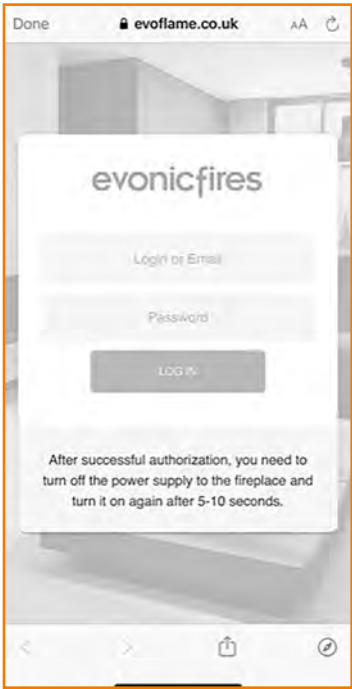 Done evoflame.co.uk AA
evonicfires
Login or Email
Password
LOG IN
After successful authorization, you need to
turn off the power supply to the fireplace and
turn it on again after 5-10 seconds.